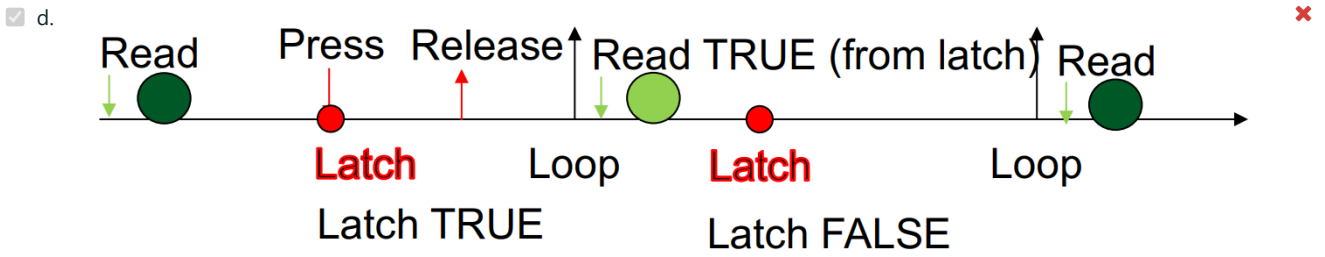 d.
Read Press Release Read TRUE (from latch) Read
Latch Loop Latch Loop
Latch TRUE Latch FALSE